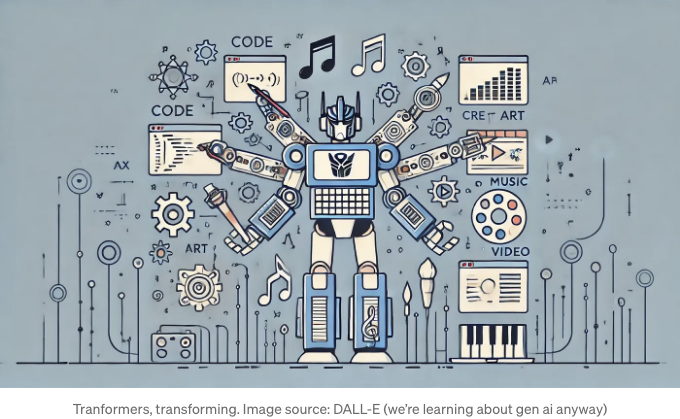 CODE
CODE
CRE ART
AR
AX
MUSIC
ART
VIDEO
Tranformers, transforming. Image source: DALL-E (we're learning about gen ai anyway)